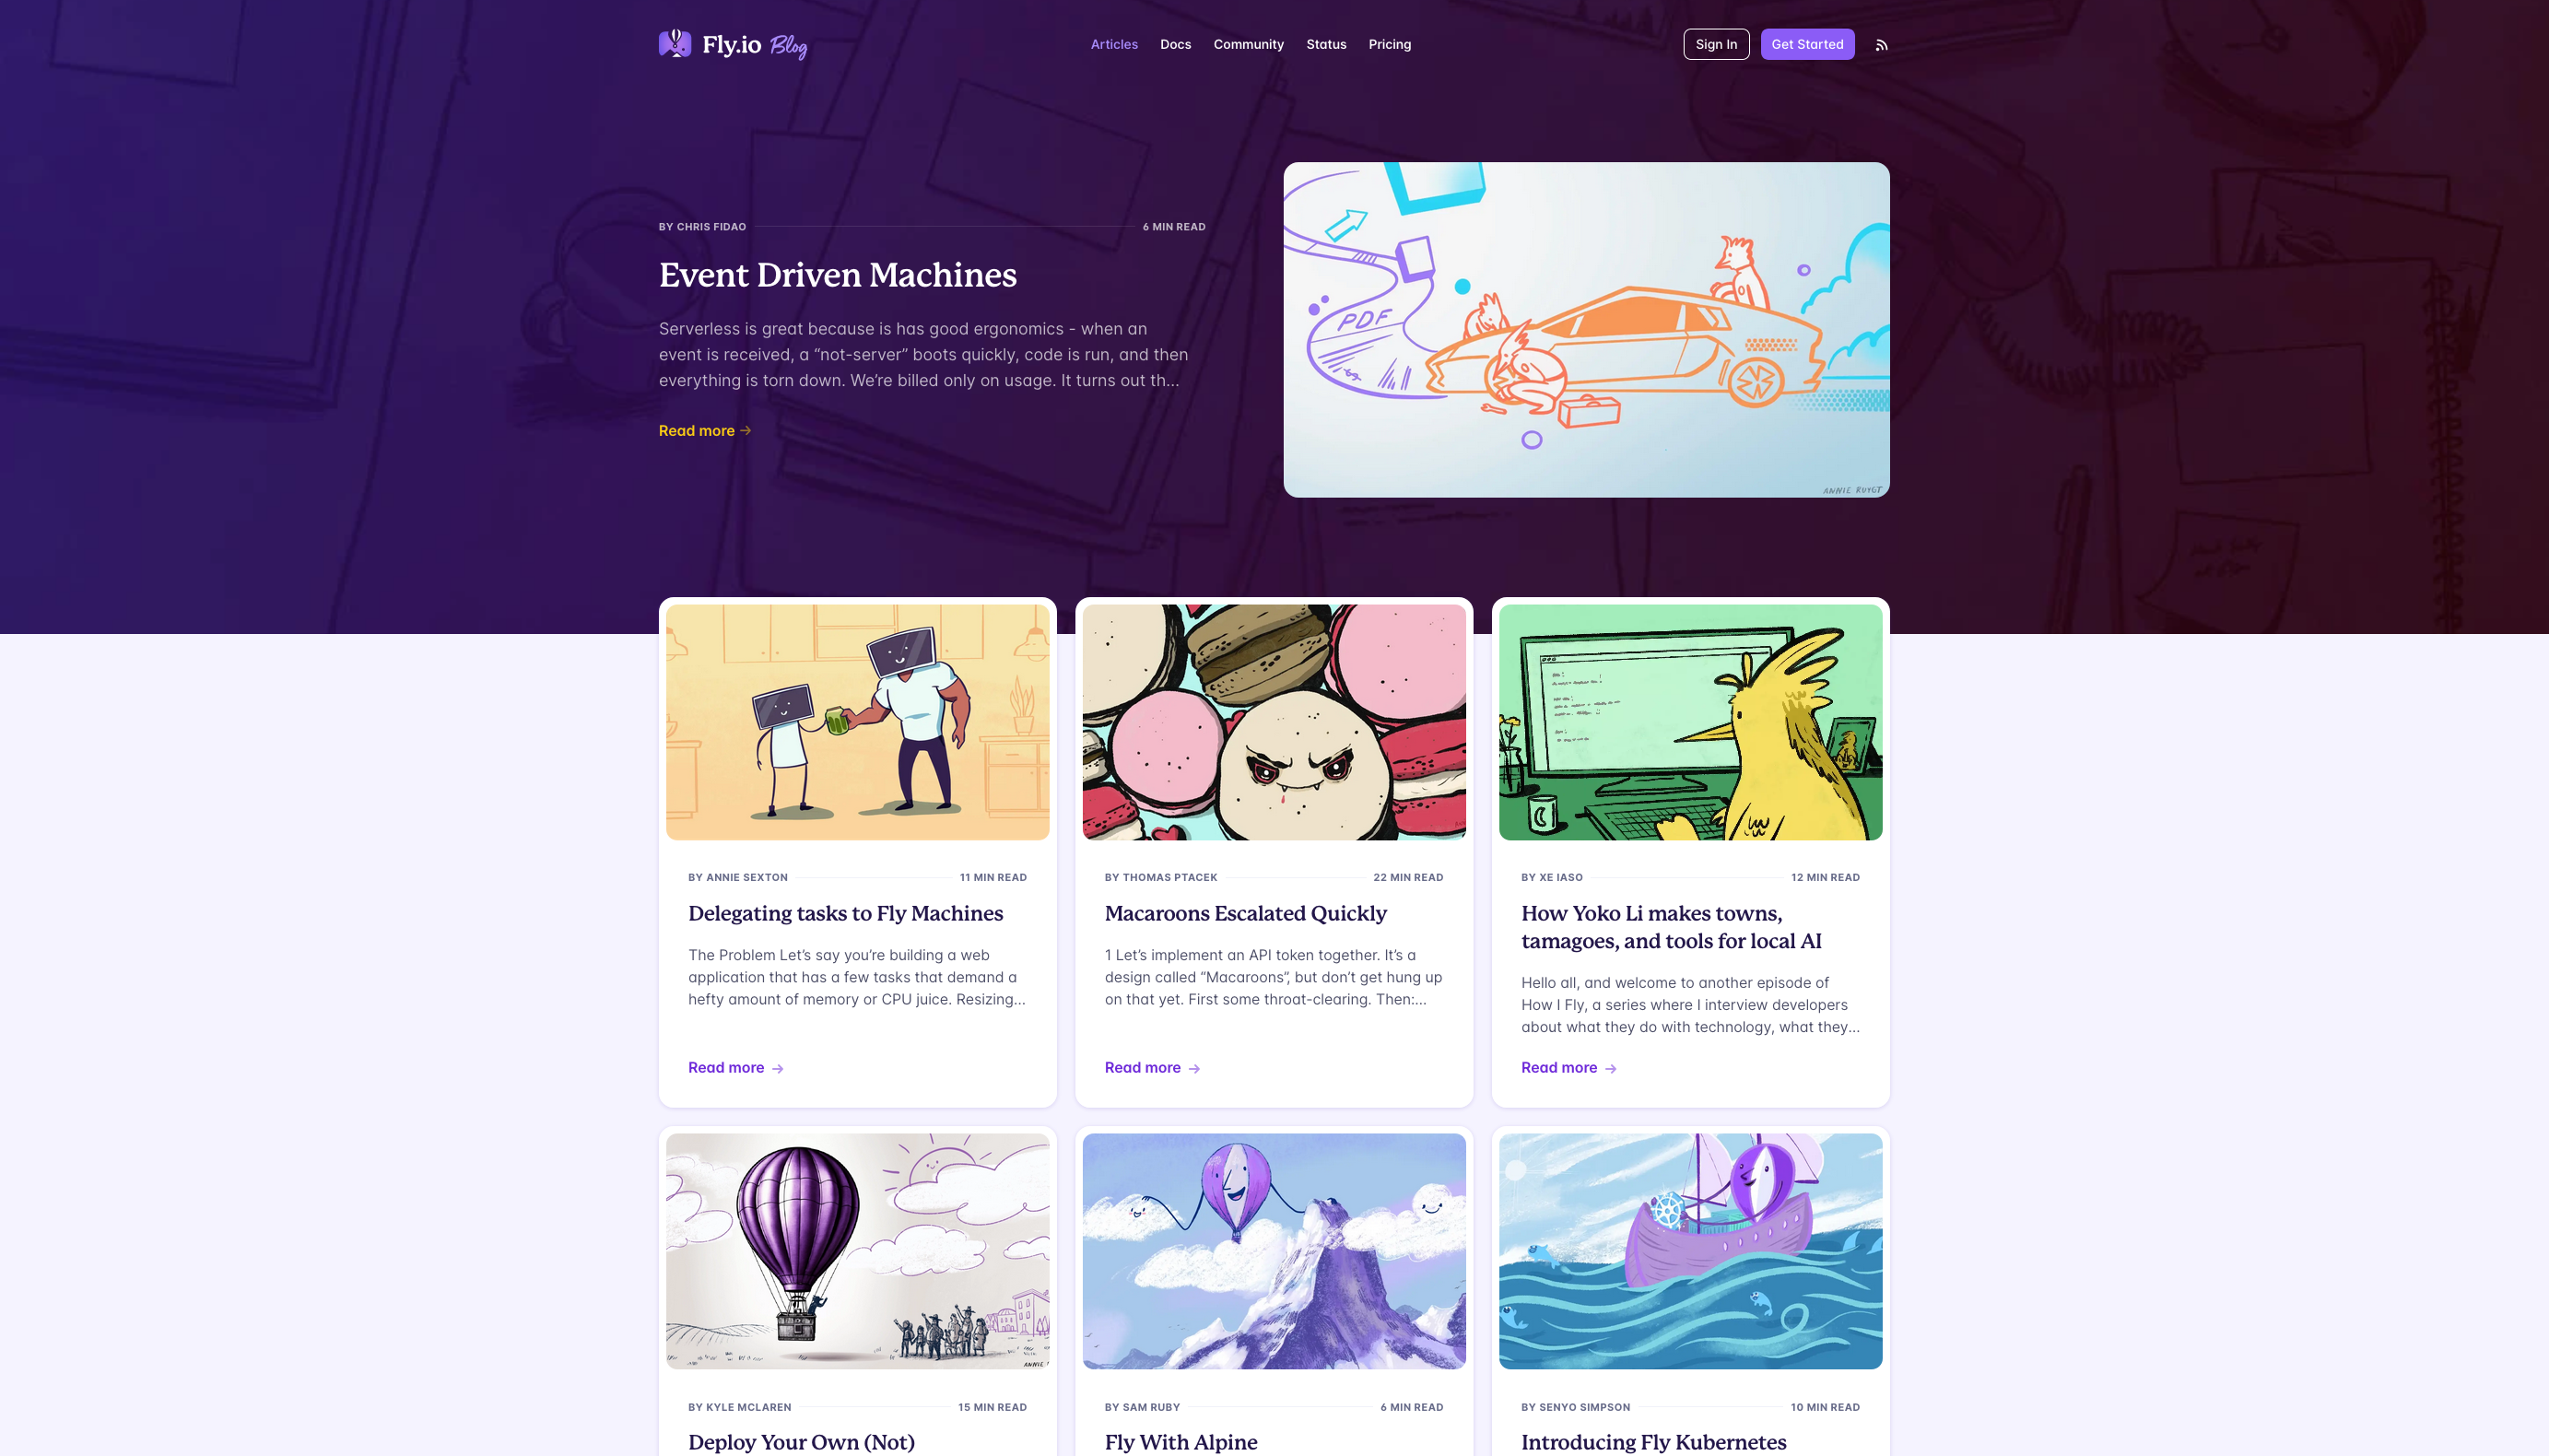 Fly.io Blog
Articles Docs Community Status Pricing
Sign In Get Started
BY CHRIS FIDAO 6 MIN READ
Event Driven Machines
Serverless is great because is has good ergonomics - when an
event is received, a “not-server” boots quickly, code is run, and then
everything is torn down. We’re billed only on usage. It turns out th...
Read more →
PDF
ANNIE RUYGT
BY ANNIE SEXTON 11 MIN READ
Delegating tasks to Fly Machines
The Problem Let’s say you’re building a web
application that has a few tasks that demand a
hefty amount of memory or CPU juice. Resizing...
Read more →
BY THOMAS PTACEK 22 MIN READ
Macaroons Escalated Quickly
1 Let’s implement an API token together. It’s a
design called “Macaroons”, but don’t get hung up
on that yet. First some throat-clearing. Then:...
Read more →
BY XE IASO 12 MIN READ
How Yoko Li makes towns,
tamagoes, and tools for local AI
Hello all, and welcome to another episode of
How I Fly, a series where I interview developers
about what they do with technology, what they...
Read more →
ANNIE
BY KYLE MCLAREN 15 MIN READ
Deploy Your Own (Not)
BY SAM RUBY 6 MIN READ
Fly With Alpine
BY SENYO SIMPSON 10 MIN READ
Introducing Fly Kubernetes